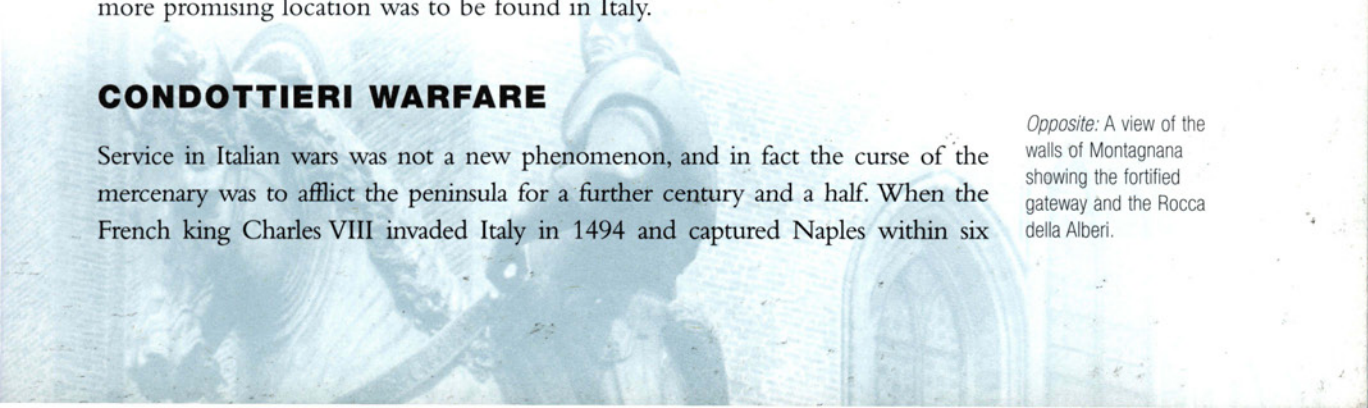 more promising location was to be found in Italy.
CONDOTTIERI WARFARE
Service in Italian wars was not a new phenomenon, and in fact the curse of the
mercenary was to afflict the peninsula for a further century and a half. When the
French king Charles VIII invaded Italy in 1494 and captured Naples within six
Opposite: A view of the
walls of Montagnana
showing the fortified
gateway and the Rocca
della Alberi.